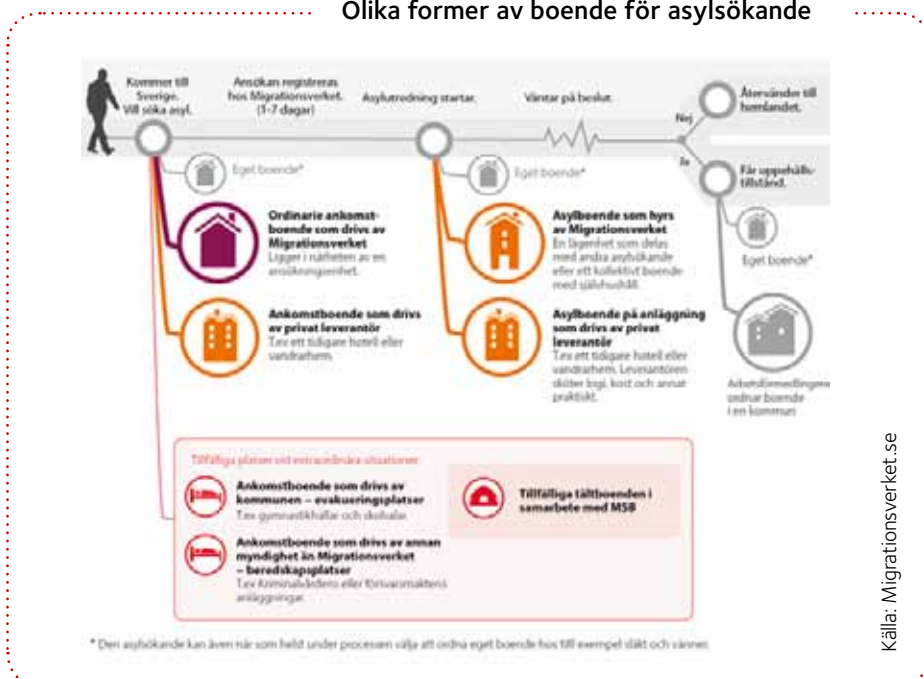 Olika former av boende för asylsökande
Kommer till
Sverige.
Vill söka asyl.
Ansökan registreras
hos Migrationsverket.
(1-7 dagar)
Asylutredning startar.
Väntar på beslut.
Nej
Ja
Återvänder till
hemlandet.
Får uppehålls-
tillstånd.
Eget boende*
Ordinarie ankomst-
boende som drivs av
Migrationsverket
Ligger i närheten av en
ansökningsenhet.
Ankomstboende som drivs
av privat leverantör
T.ex ett tidigare hotell eller
vandrarhem.
Eget boende*
Asylboende som hyrs
av Migrationsverket
En lägenhet som delas
med andra asylsökande
eller ett kollektivt boende
med självhushåll.
Asylboende på anläggning
som drivs av privat
leverantör
T.ex ett tidigare hotell eller
vandrarhem. Leverantören
sköter logi, kost och annat
praktiskt.
Eget boende*
Arbetsförmedlingen
ordnar boende
i en kommun
Tillfälliga platser vid extraordinära situationer
Ankomstboende som drivs av
kommunen – evakueringsplatser
T.ex gymnastikhallar och skolsalar.
Ankomstboende som drivs av annan
myndighet än Migrationsverket
– beredskapsplatser
T.ex Kriminalvårdens eller försvarsmaktens
anläggningar.
Tillfälliga tältboenden i
samarbete med MSB
* Den asylsökande kan även när som helst under processen välja att ordna eget boende hos till exempel släkt och vänner.
Källa: Migrationsverket.se